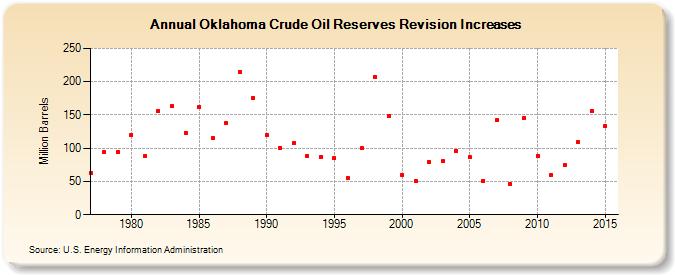 Annual Oklahoma Crude Oil Reserves Revision Increases
Million Barrels
250
200
150
100
50
0
1980 1985 1990 1995 2000 2005 2010 2015
Source: U.S. Energy Information Administration